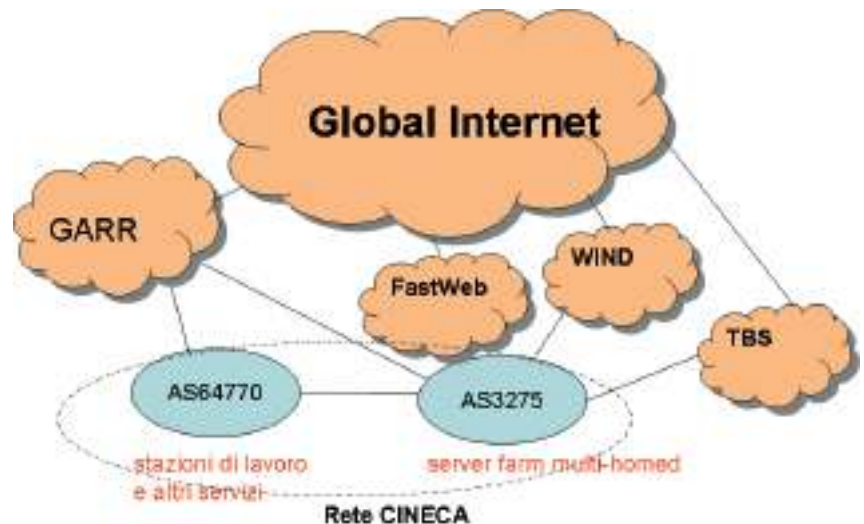 Global Internet
GARR
FastWeb
WIND
TBS
AS64770
AS3275
stazioni di lavoro
e altri servizi
server farm multi-homed
Rete CINECA